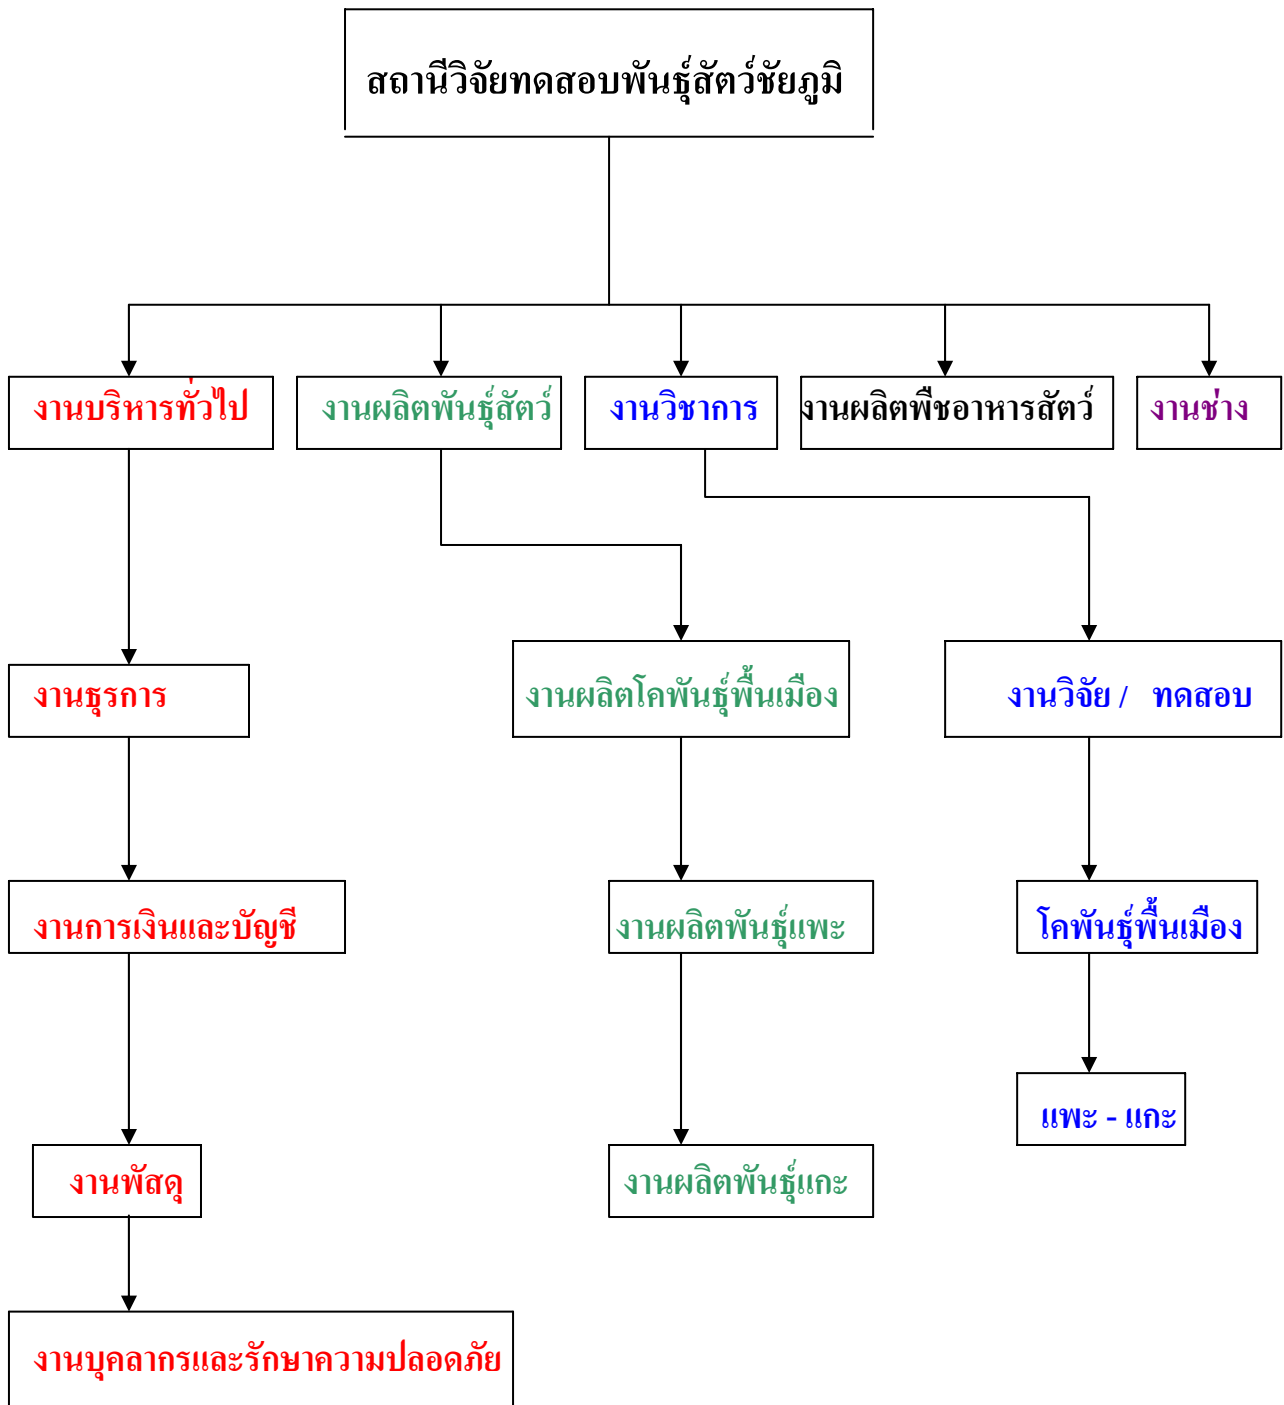 สถานีวิจัยทดสอบพันธุ์สัตว์ชัยภูมิ
งานบริหารทั่วไป
งานผลิตพันธุ์สัตว์
งานวิชาการ
งานผลิตพืชอาหารสัตว์
งานช่าง
งานธุรการ
งานผลิตโคพันธุ์พื้นเมือง
งานวิจัย / ทดสอบ
งานการเงินและบัญชี
งานผลิตพันธุ์แพะ
โคพันธุ์พื้นเมือง
แพะ - แกะ
งานพัสดุ
งานผลิตพันธุ์แกะ
งานบุคลากรและรักษาความปลอดภัย